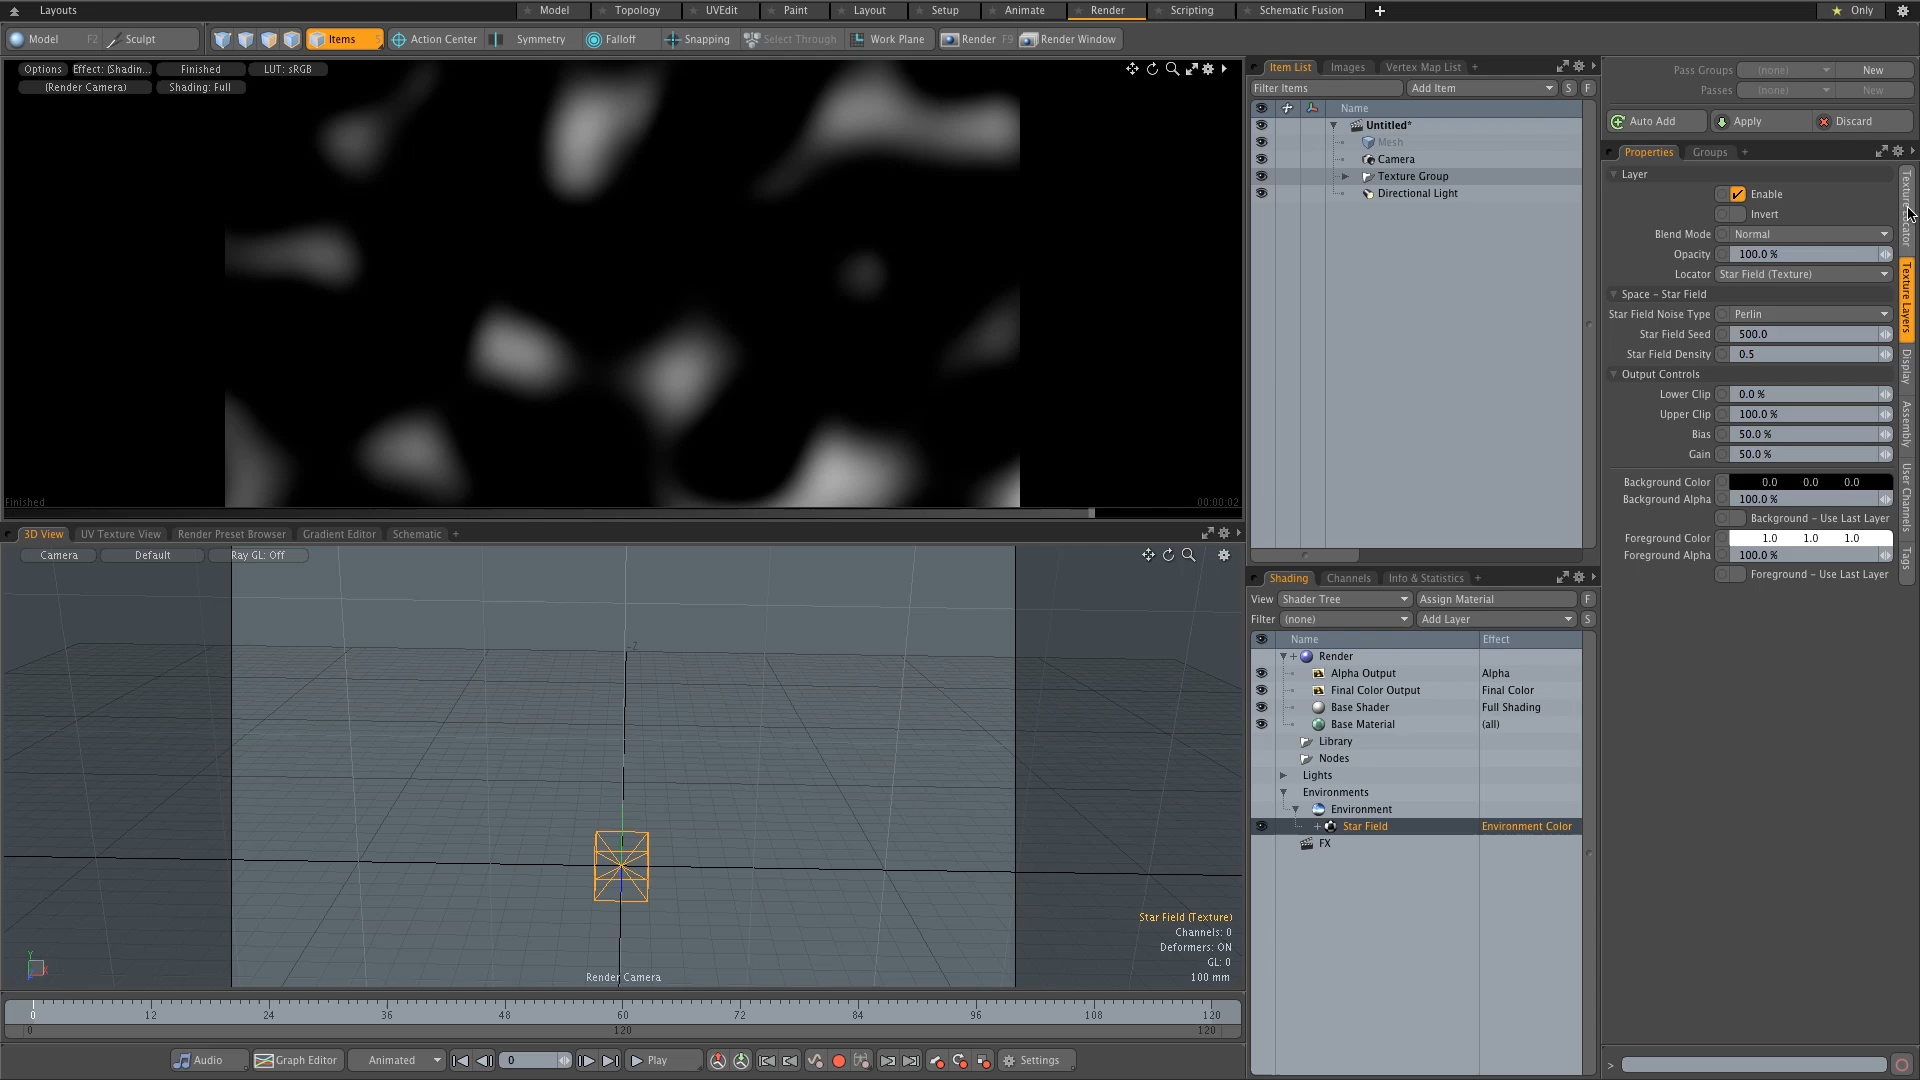 Layouts
Model
Topology
UVEdit
Paint
Layout
Setup
Animate
Render
Scripting
Schematic Fusion
Only
Model F2
Sculpt
Items 5
Action Center
Symmetry
Falloff
Snapping
Select Through
Work Plane
Render F9
Render Window
Options
Effect: (Shadin...
Finished
LUT: sRGB
(Render Camera)
Shading: Full
Finished
00:00:02
3D View
UV Texture View
Render Preset Browser
Gradient Editor
Schematic
Camera
Default
Ray GL: Off
-Z
Star Field (Texture)
Channels: 0
Deformers: ON
GL: 0
100 mm
Render Camera
Y
X
0 12 24 36 48 60 72 84 96 108 120
0 120 120
Audio
Graph Editor
Animated
0
Play
Settings
Item List
Images
Vertex Map List
Filter Items
Add Item
S
F
Name
Untitled*
Mesh
Camera
Texture Group
Directional Light
Shading
Channels
Info & Statistics
View
Shader Tree
Assign Material
F
Filter
(none)
Add Layer
S
Name
Effect
Render
Alpha Output
Alpha
Final Color Output
Final Color
Base Shader
Full Shading
Base Material
(all)
Library
Nodes
Lights
Environments
Environment
Star Field
Environment Color
FX
Pass Groups
(none)
New
Passes
(none)
New
Auto Add
Apply
Discard
Properties
Groups
Layer
Enable
Invert
Blend Mode
Normal
Opacity
100.0 %
Locator
Star Field (Texture)
Space - Star Field
Star Field Noise Type
Perlin
Star Field Seed
500.0
Star Field Density
0.5
Output Controls
Lower Clip
0.0 %
Upper Clip
100.0 %
Bias
50.0 %
Gain
50.0 %
Background Color
0.0 0.0 0.0
Background Alpha
100.0 %
Background - Use Last Layer
Foreground Color
1.0 1.0 1.0
Foreground Alpha
100.0 %
Foreground - Use Last Layer
Texture Locator
Texture Layers
Display
Assembly
User Channels
Tags